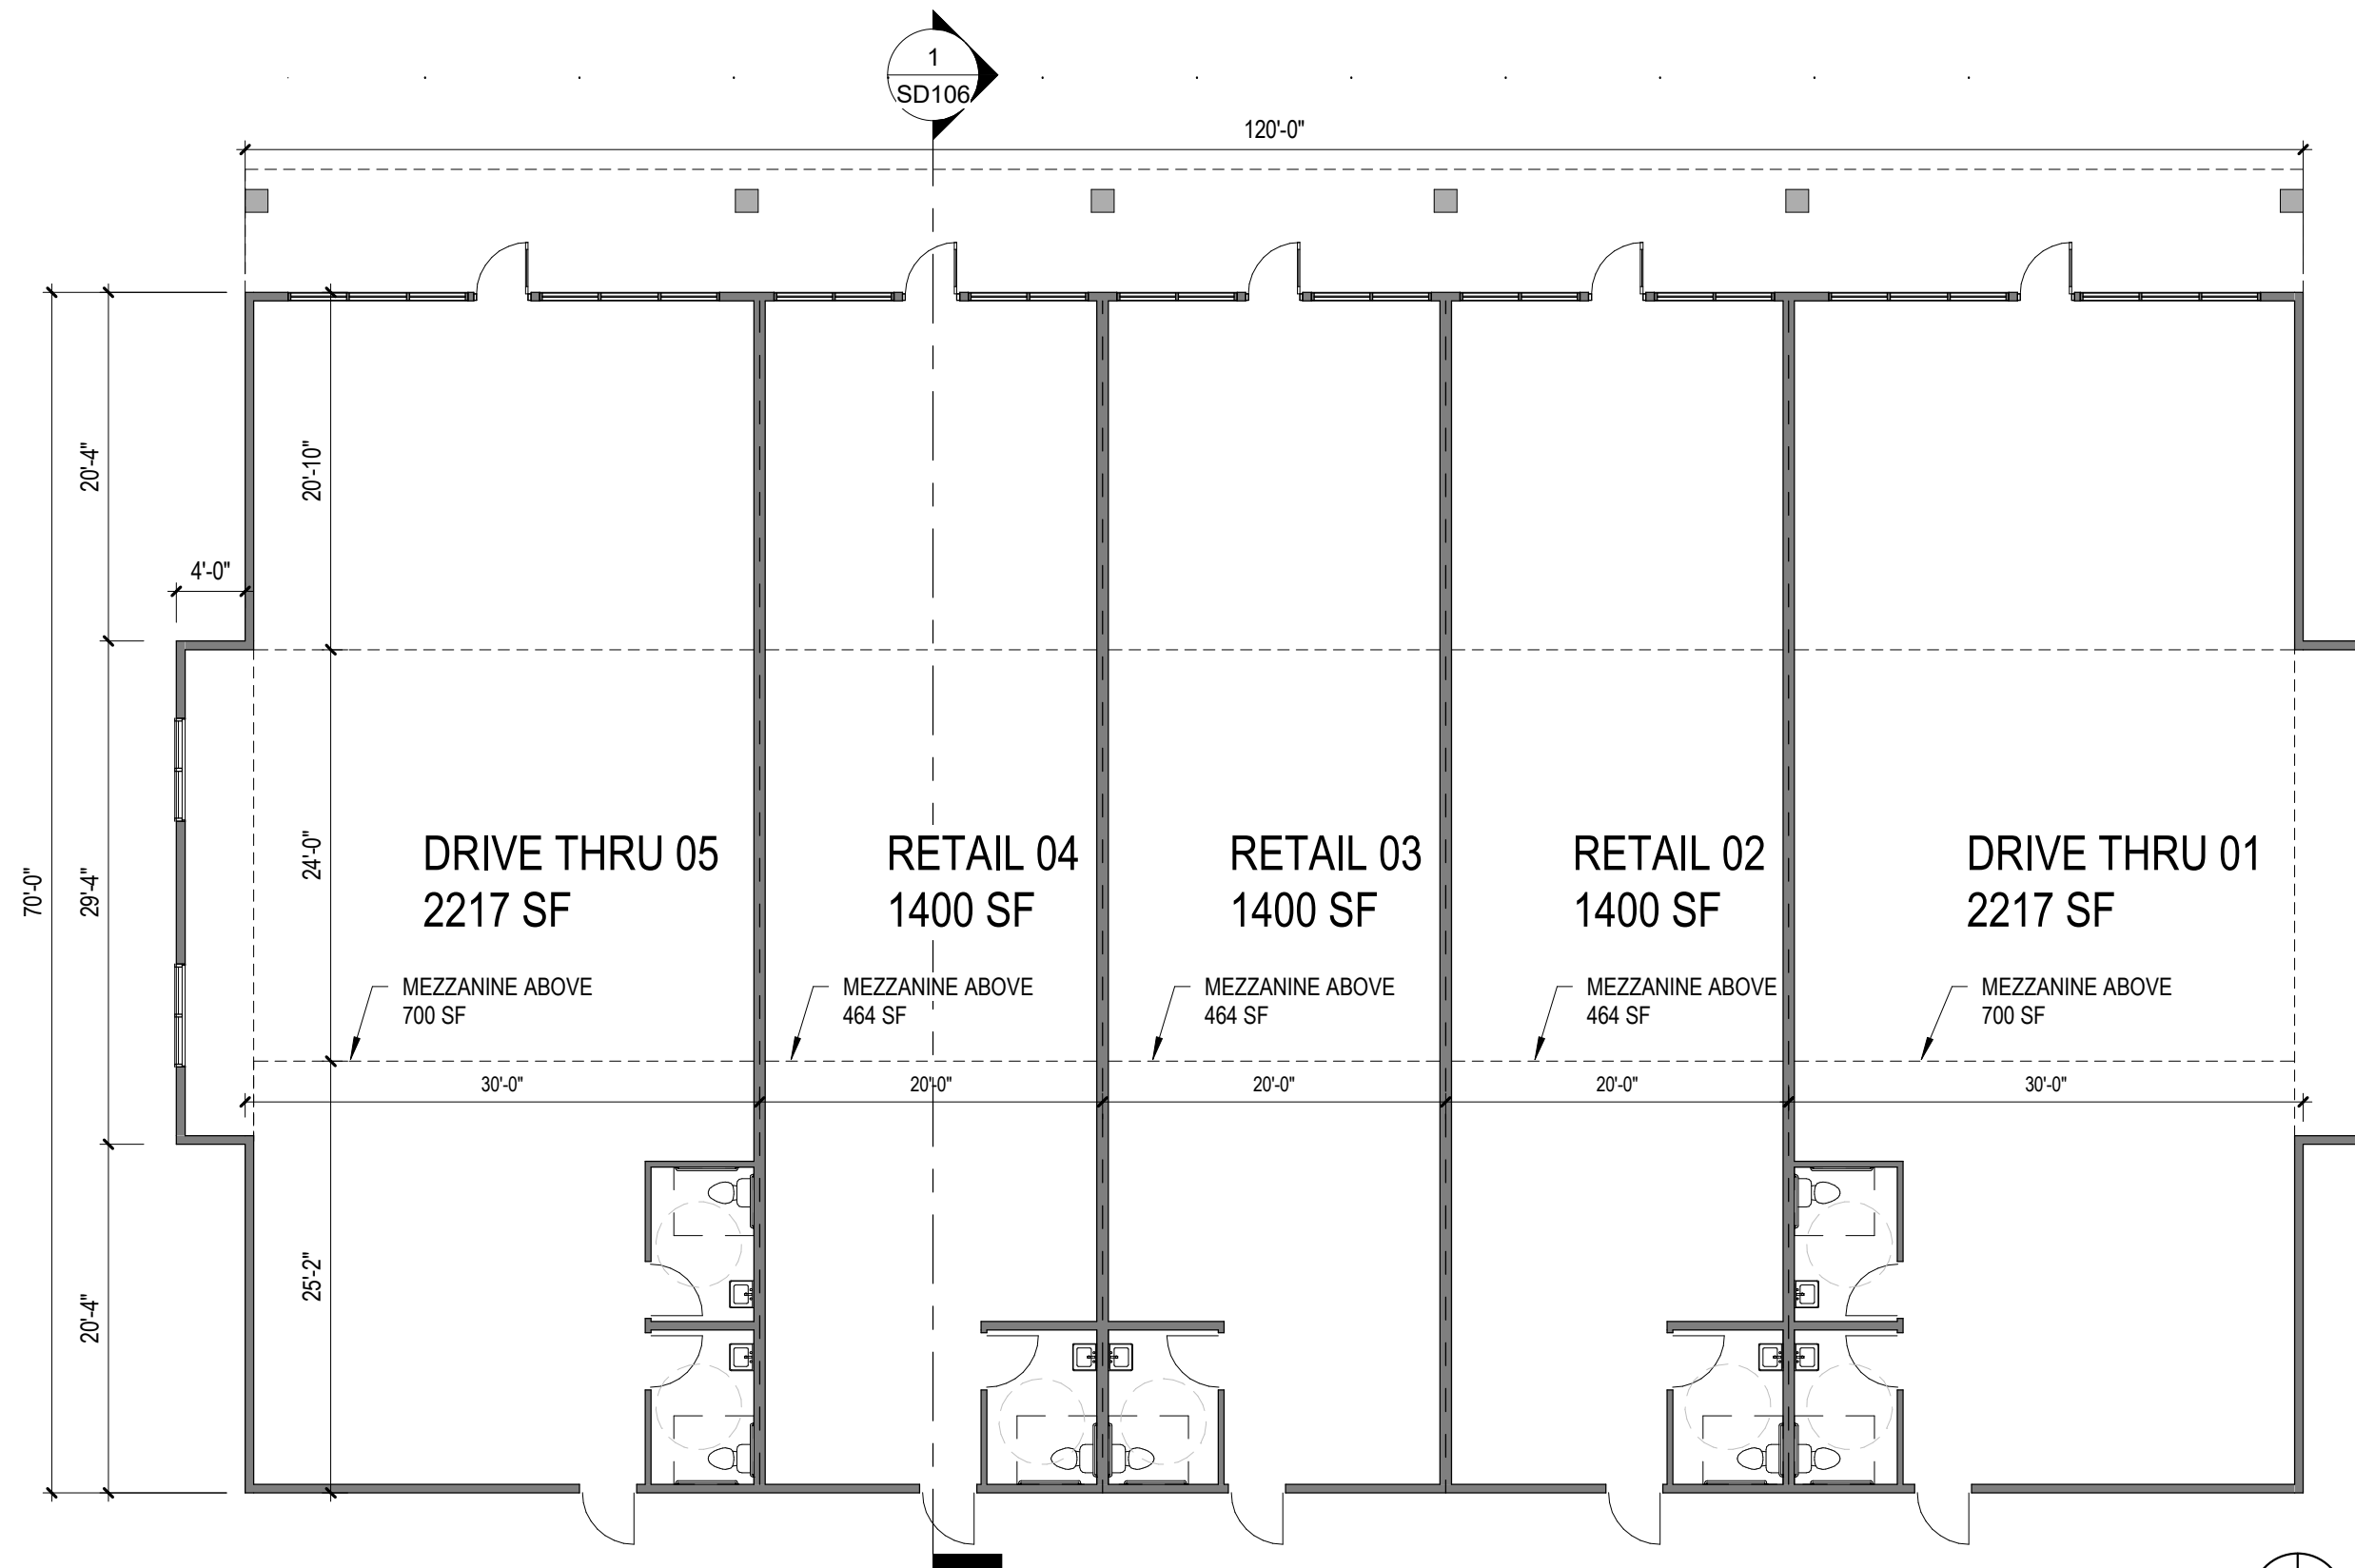 1
SD106
120'-0"
20'-4"
20'-10"
4'-0"
70'-0"
29'-4"
24'-0"
DRIVE THRU 05
2217 SF
RETAIL 04
1400 SF
RETAIL 03
1400 SF
RETAIL 02
1400 SF
DRIVE THRU 01
2217 SF
MEZZANINE ABOVE
700 SF
MEZZANINE ABOVE
464 SF
MEZZANINE ABOVE
464 SF
MEZZANINE ABOVE
464 SF
MEZZANINE ABOVE
700 SF
30'-0"
20'-0"
20'-0"
20'-0"
30'-0"
25'-2"
20'-4"